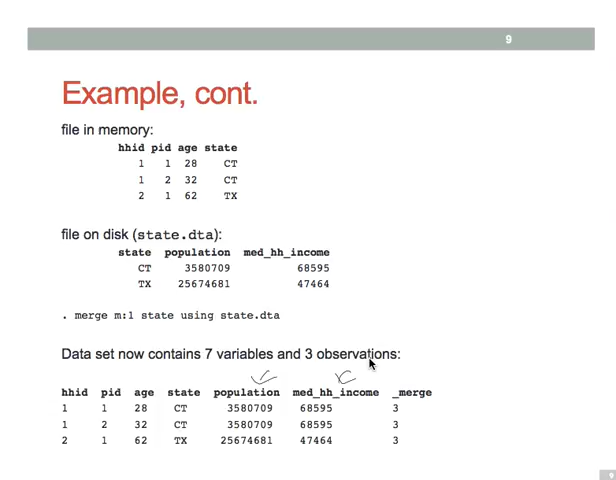 9
Example, cont.
file in memory:
hhid pid age state
1 1 28 CT
1 2 32 CT
2 1 62 TX
file on disk (state.dta):
state population med_hh_income
CT 3580709 68595
TX 25674681 47464
. merge m:1 state using state.dta
Data set now contains 7 variables and 3 observations:
hhid pid age state population med_hh_income _merge
1 1 28 CT 3580709 68595 3
1 2 32 CT 3580709 68595 3
2 1 62 TX 25674681 47464 3
9